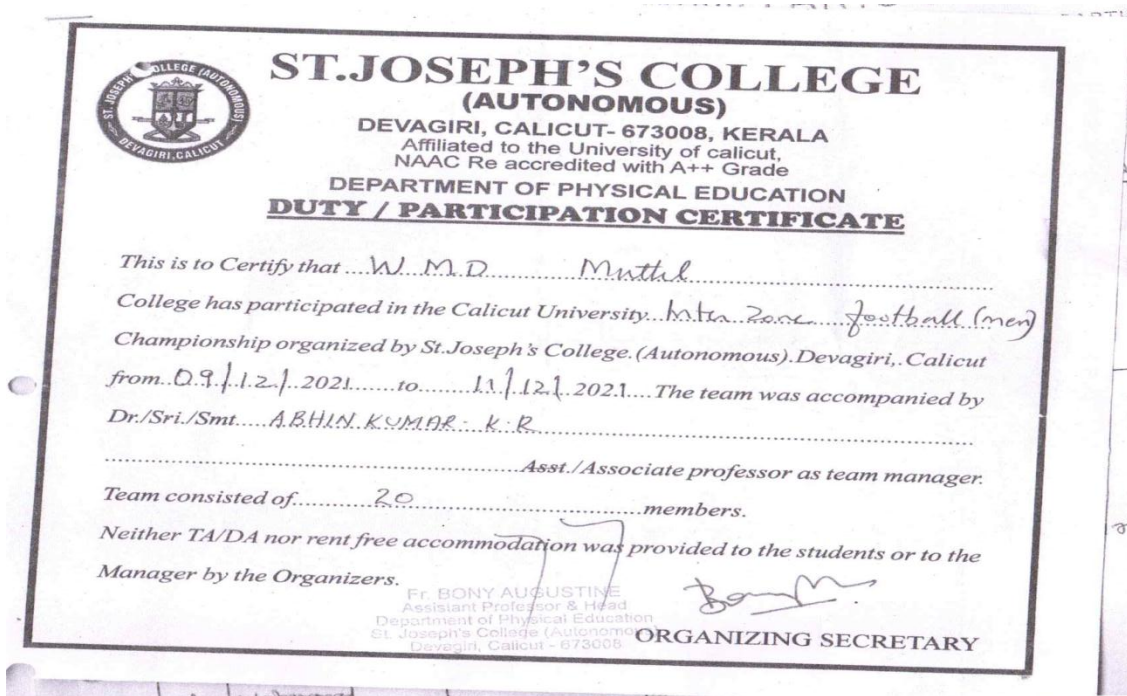 ST. JOSEPH'S COLLEGE (AUTONOMOUS)
DEVAGIRI, CALICUT
ST.JOSEPH'S COLLEGE
(AUTONOMOUS)
DEVAGIRI, CALICUT- 673008, KERALA
Affiliated to the University of calicut,
NAAC Re accredited with A++ Grade
DEPARTMENT OF PHYSICAL EDUCATION
DUTY / PARTICIPATION CERTIFICATE
This is to Certify that W. M. D
College has participated in the Calicut University Inter Zone football (men)
Championship organized by St.Joseph's College.(Autonomous).Devagiri,. Calicut
from 09/12/2021 to 11/12/2021 The team was accompanied by
Dr./Sri./Smt ABHIN KUMAR. K.R
Asst./Associate professor as team manager.
Team consisted of 20 members.
Neither TA/DA nor rent free accommodation was provided to the students or to the
Manager by the Organizers.
Fr. BONY AUGUSTINE
Assistant Professor & Head
Department of Physical Education
St. Joseph's College (Autonomous)
Devagiri, Calicut - 673008
ORGANIZING SECRETARY